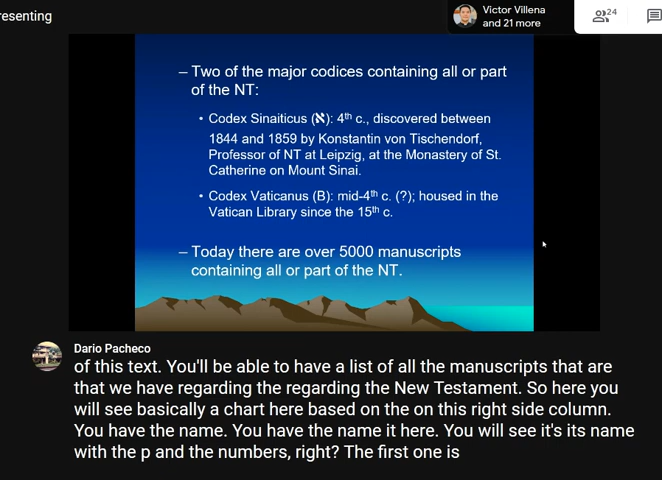 resenting
Victor Villena
and 21 more
24
– Two of the major codices containing all or part
of the NT:
• Codex Sinaiticus (ℵ): 4th c., discovered between
1844 and 1859 by Konstantin von Tischendorf,
Professor of NT at Leipzig, at the Monastery of St.
Catherine on Mount Sinai.
• Codex Vaticanus (B): mid-4th c. (?); housed in the
Vatican Library since the 15th c.
– Today there are over 5000 manuscripts
containing all or part of the NT.
Dario Pacheco
of this text. You'll be able to have a list of all the manuscripts that are
that we have regarding the regarding the New Testament. So here you
will see basically a chart here based on the on this right side column.
You have the name. You have the name it here. You will see it's its name
with the p and the numbers, right? The first one is